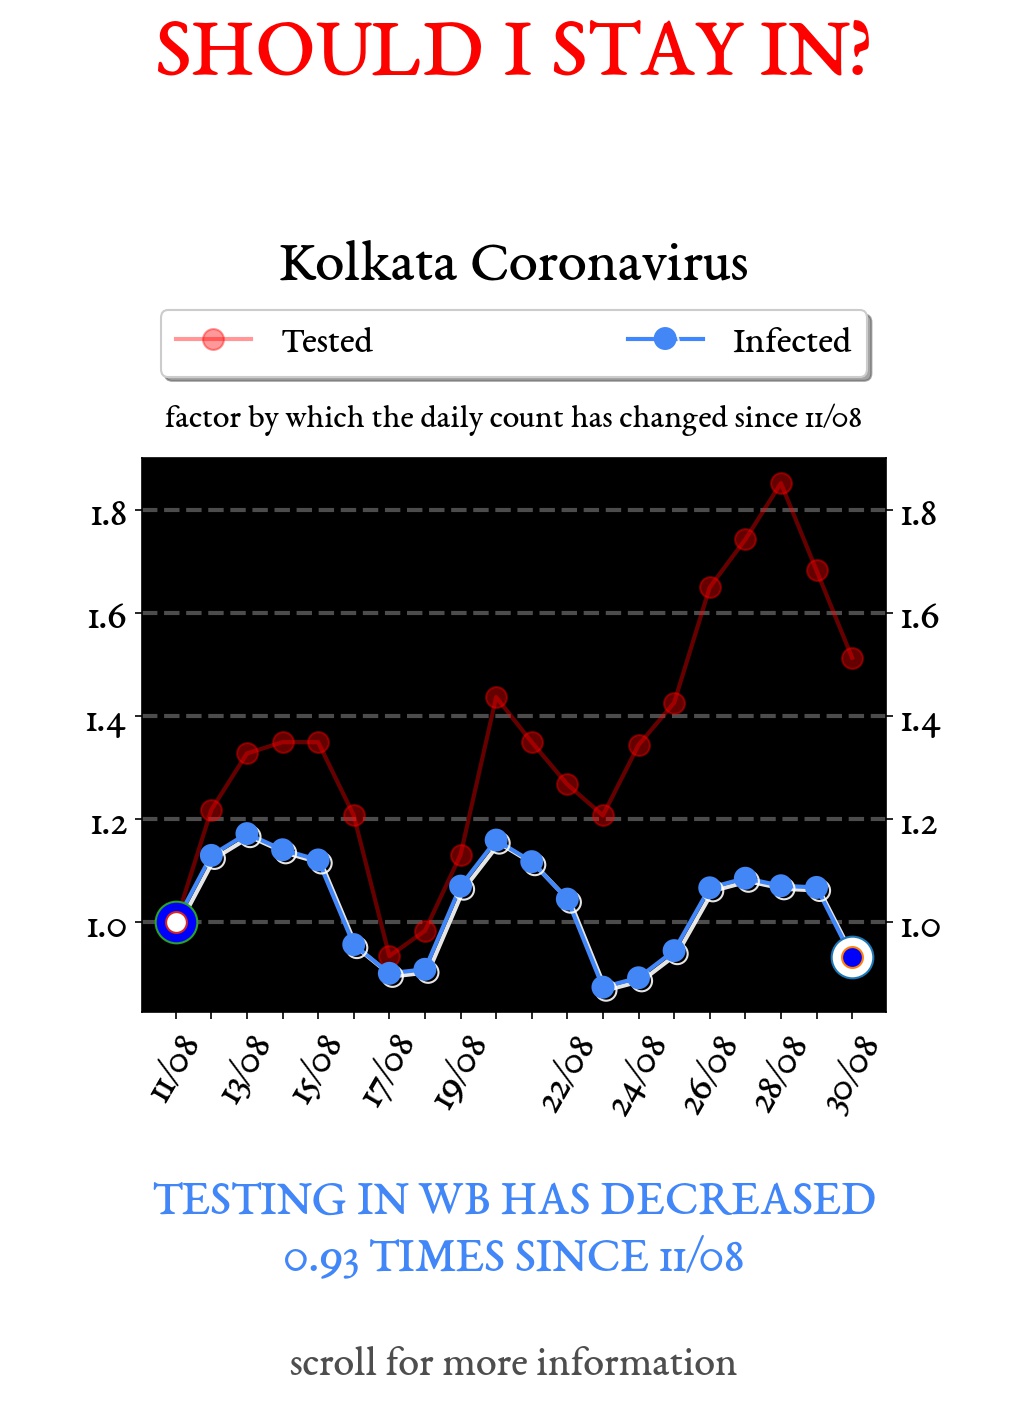 SHOULD I STAY IN?
Kolkata Coronavirus
Tested Infected
factor by which the daily count has changed since 11/08
1.8 1.8
1.6 1.6
1.4 1.4
1.2 1.2
1.0 1.0
11/08 13/08 15/08 17/08 19/08 22/08 24/08 26/08 28/08 30/08
TESTING IN WB HAS DECREASED
0.93 TIMES SINCE 11/08
scroll for more information